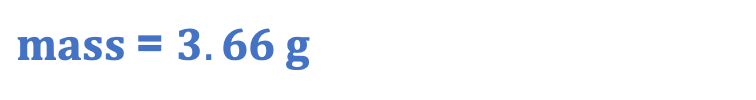 mass = 3.66 g